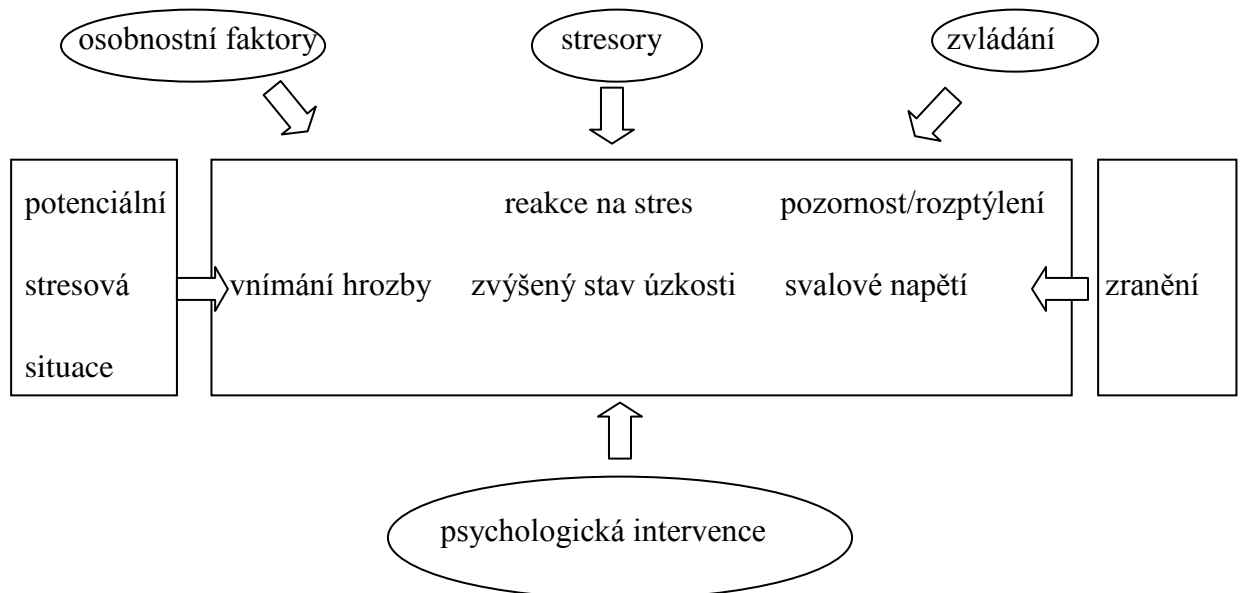 osobnostní faktory
stresory
zvládání
potenciální
stresová
situace
reakce na stres
pozornost/rozptýlení
vnímání hrozby
zvýšený stav úzkosti
svalové napětí
zranění
psychologická intervence